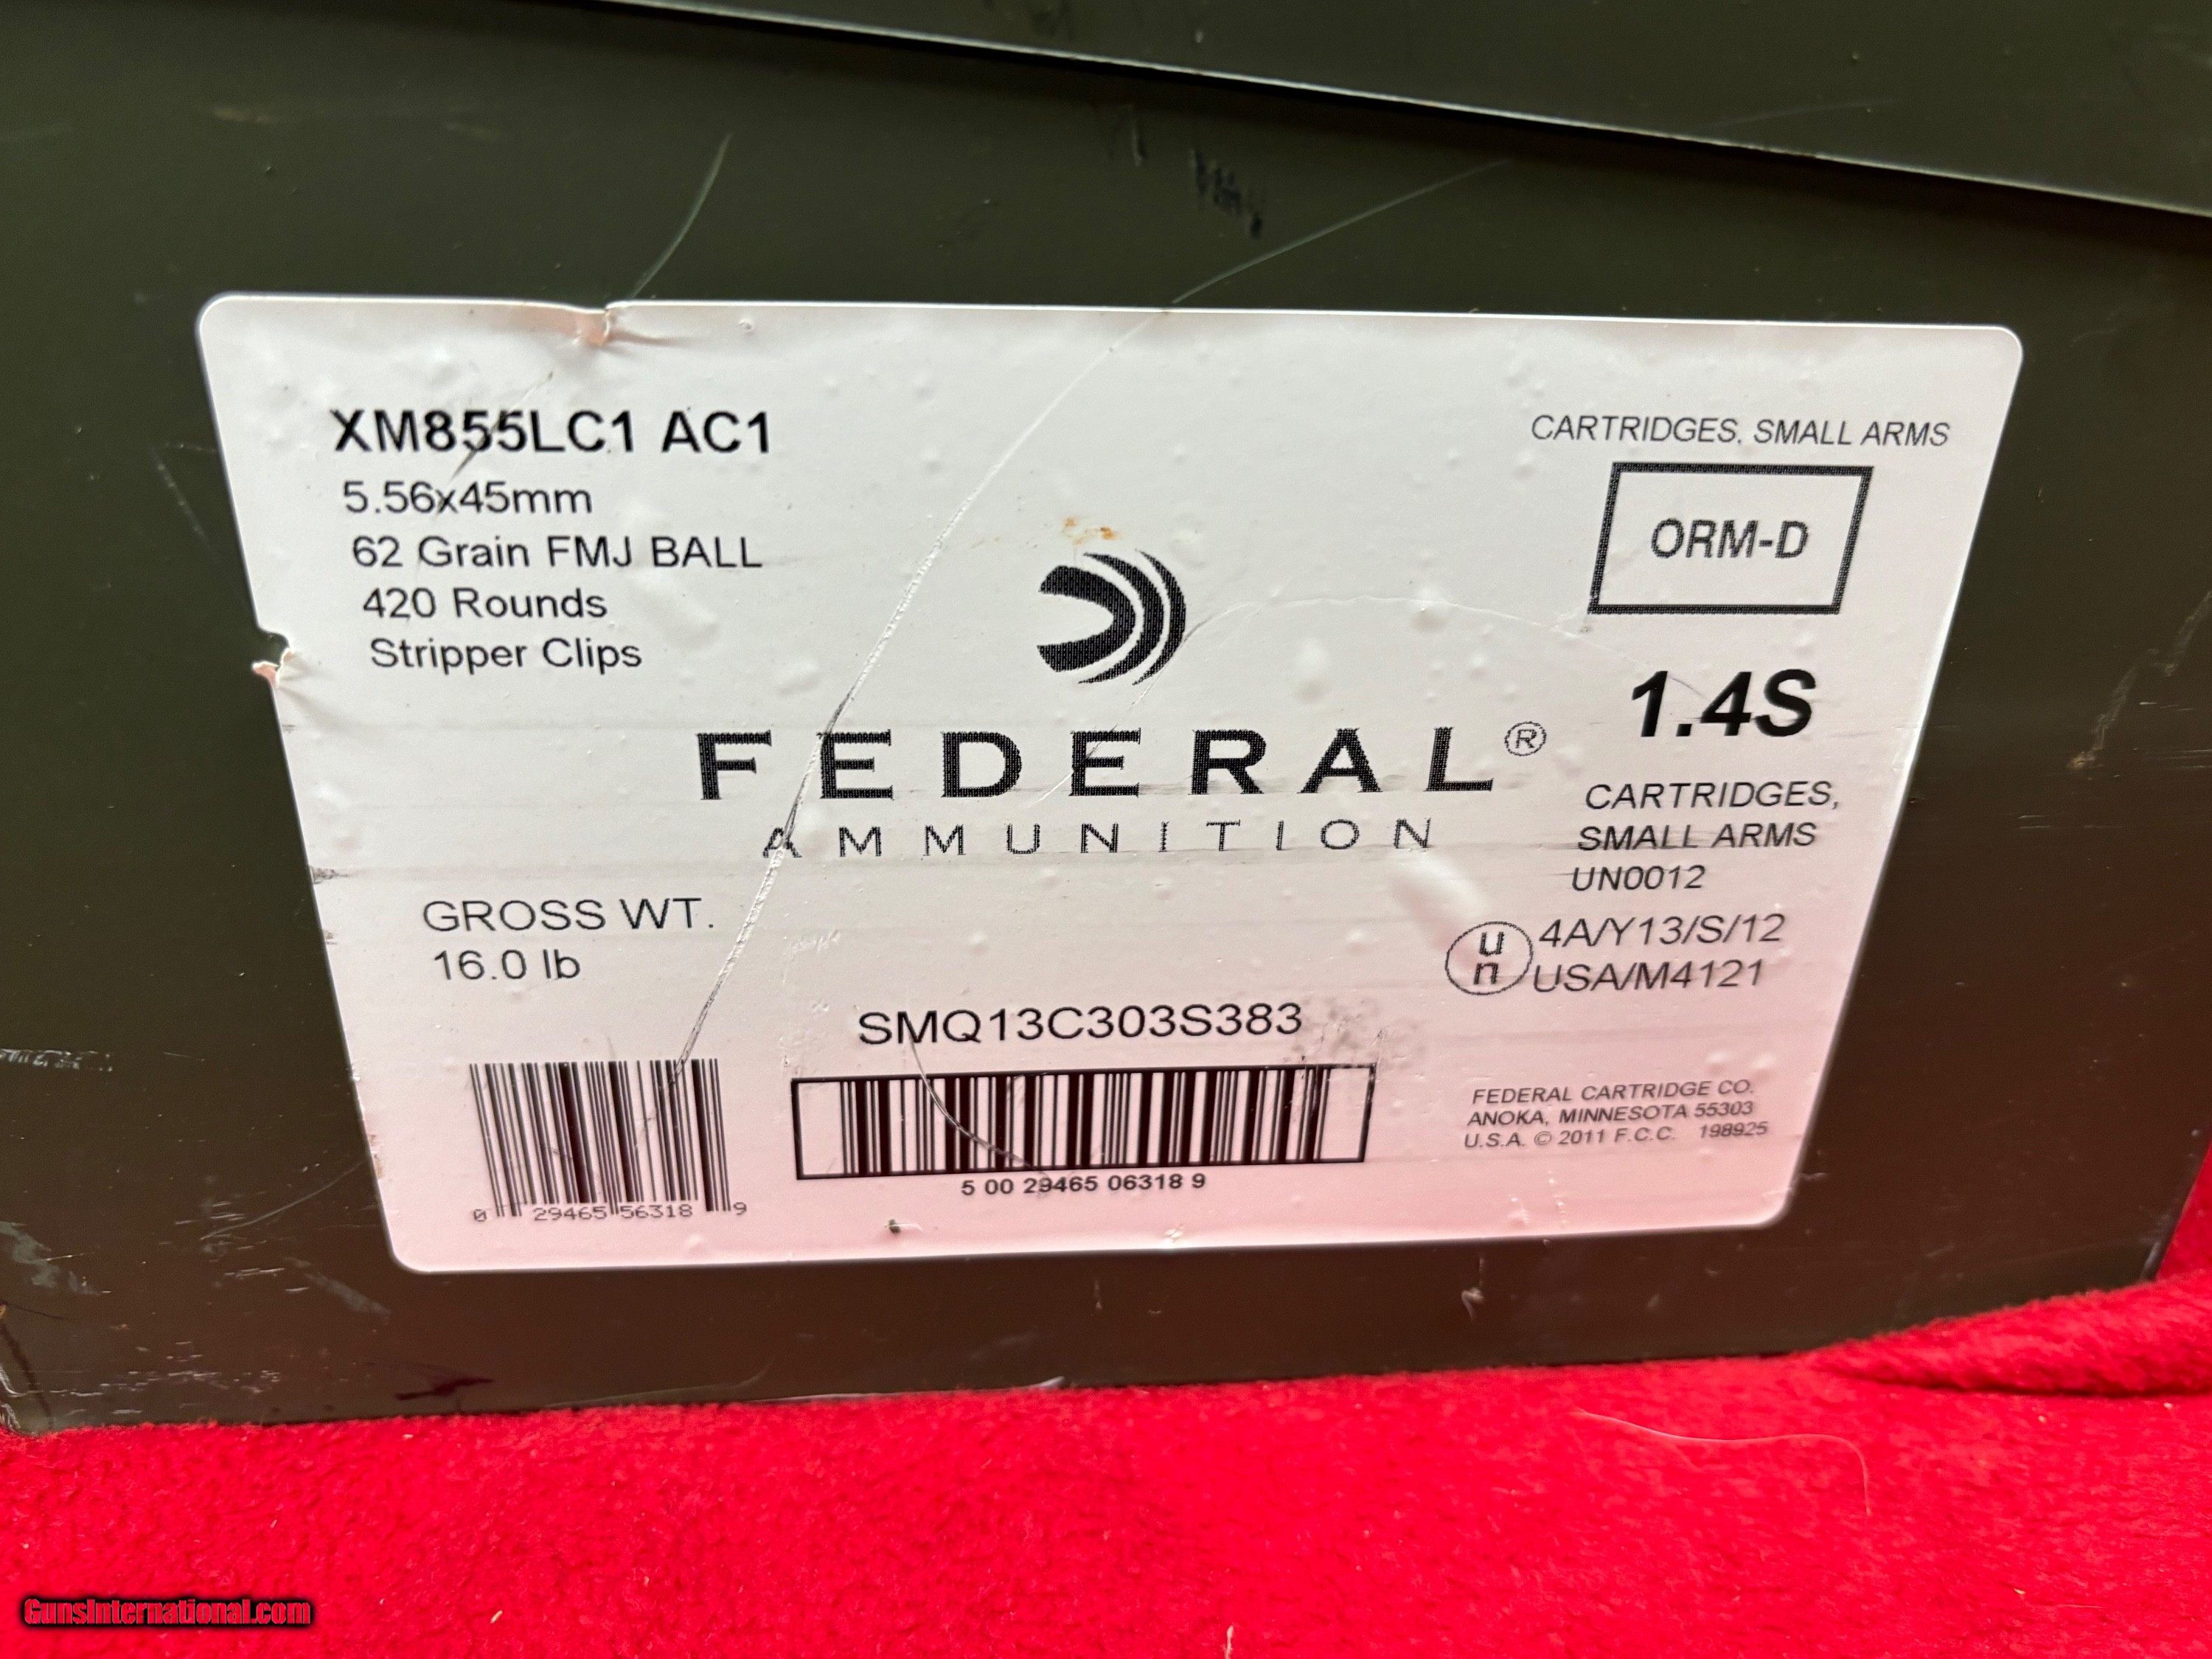 XM855LC1 AC1
5.56x45mm
62 Grain FMJ BALL
420 Rounds
Stripper Clips
CARTRIDGES, SMALL ARMS
ORM-D
1.4S
FEDERAL®
AMMUNITION
CARTRIDGES,
SMALL ARMS
UN0012
un 4A/Y13/S/12
USA/M4121
GROSS WT.
16.0 lb
SMQ13C303S383
0 29465 56318 9
5 00 29465 06318 9
FEDERAL CARTRIDGE CO.
ANOKA, MINNESOTA 55303
U.S.A. © 2011 F.C.C. 198925
GunsInternational.com